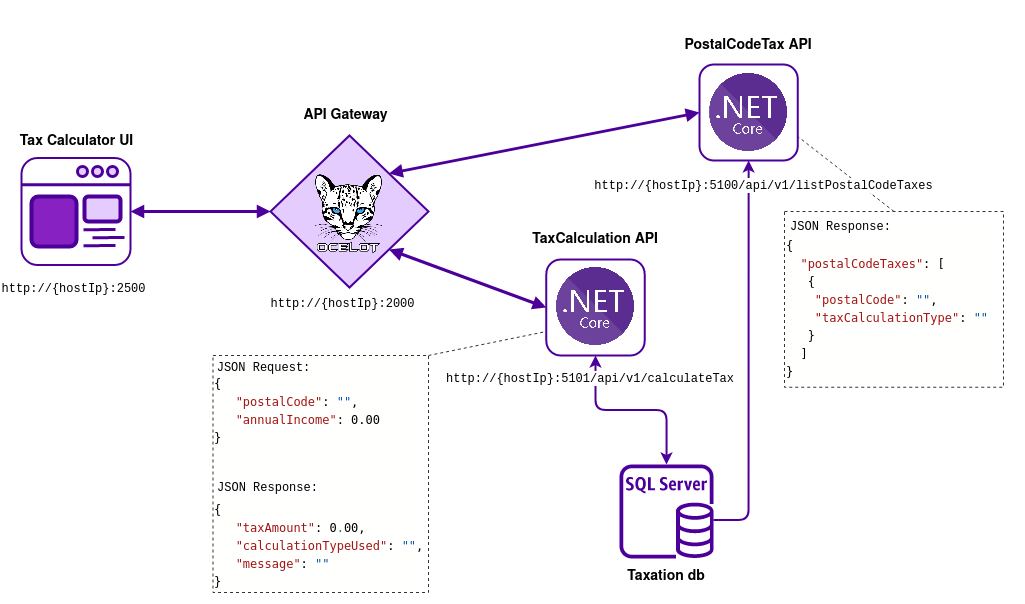 PostalCodeTax API
.NET
Core
API Gateway
Tax Calculator UI
http://{hostIp}:5100/api/v1/listPostalCodeTaxes
OCELOT
TaxCalculation API
.NET
Core
http://{hostIp}:2500
http://{hostIp}:2000
JSON Response:
{
"postalCodeTaxes": [
{
"postalCode": "",
"taxCalculationType": ""
}
]
}
http://{hostIp}:5101/api/v1/calculateTax
JSON Request:
{
"postalCode": "",
"annualIncome": 0.00
}
JSON Response:
{
"taxAmount": 0.00,
"calculationTypeUsed": "",
"message": ""
}
SQL Server
Taxation db